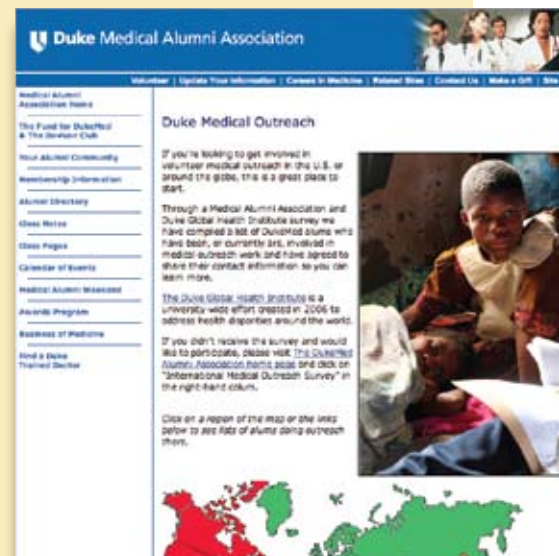 Duke Medical Alumni Association
Volunteer | Update Your Information | Careers in Medicine | Related Sites | Contact Us | Make a Gift | Site
Medical Alumni
Association Home
The Fund for DukeMed
& The Davison Club
Your Alumni Community
Membership Information
Alumni Directory
Class Notes
Class Pages
Calendar of Events
Medical Alumni Weekend
Awards Program
Business of Medicine
Find a Duke
Trained Doctor
Duke Medical Outreach
If you're looking to get involved in
volunteer medical outreach in the U.S. or
around the globe, this is a great place to
start.
Through a Medical Alumni Association and
Duke Global Health Institute survey we
have compiled a list of DukeMed alums who
have been, or currently are, involved in
medical outreach work and have agreed to
share their contact information so you can
learn more.
The Duke Global Health Institute is a
university-wide effort created in 2006 to
address health disparities around the world.
If you didn't receive the survey and would
like to participate, please visit The DukeMed
Alumni Association home page and click on
"International Medical Outreach Survey" in
the right-hand colum.
Click on a region of the map or the links
below to see lists of alums doing outreach
there.